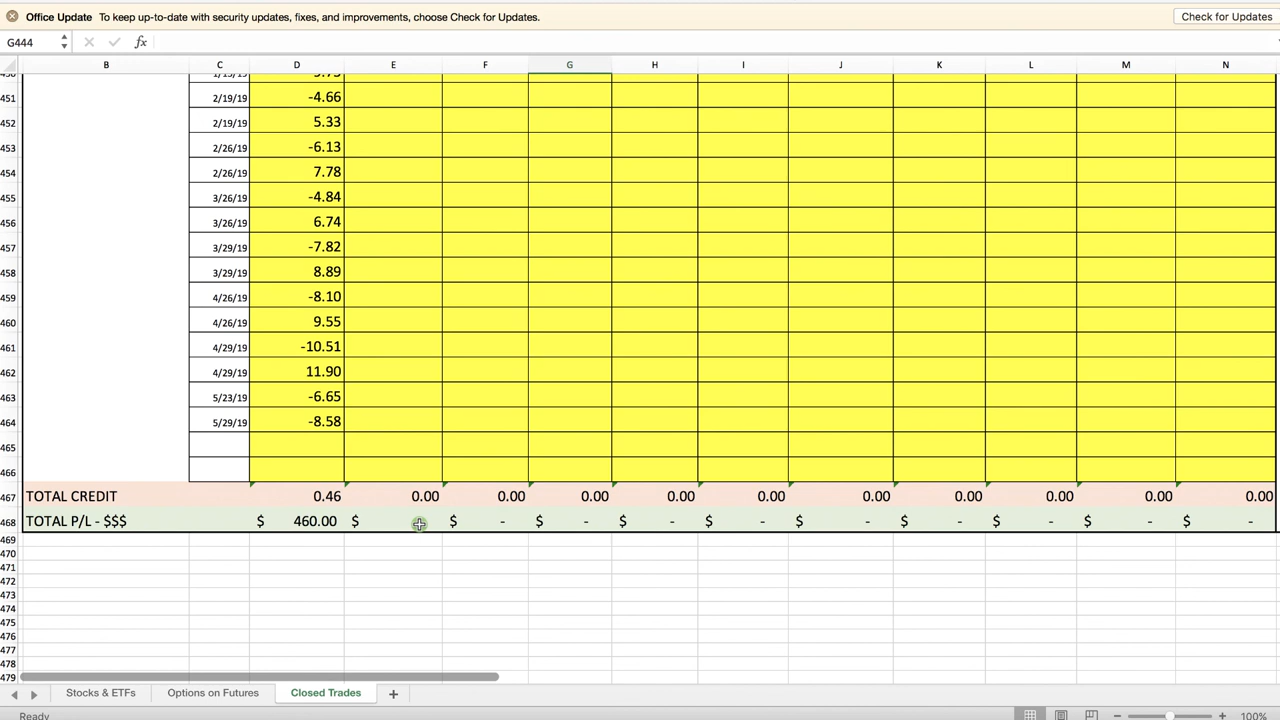 Office Update To keep up-to-date with security updates, fixes, and improvements, choose Check for Updates. Check for Updates
G444 fx
B C D E F G H I J K L M N
451 2/19/19 -4.66
452 2/19/19 5.33
453 2/26/19 -6.13
454 2/26/19 7.78
455 3/26/19 -4.84
456 3/26/19 6.74
457 3/29/19 -7.82
458 3/29/19 8.89
459 4/26/19 -8.10
460 4/26/19 9.55
461 4/29/19 -10.51
462 4/29/19 11.90
463 5/23/19 -6.65
464 5/29/19 -8.58
465
466
467 TOTAL CREDIT 0.46 0.00 0.00 0.00 0.00 0.00 0.00 0.00 0.00 0.00 0.00
468 TOTAL P/L - $$$ $ 460.00 $ $ - $ - $ - $ - $ - $ - $ - $ - $ -
469
470
471
472
473
474
475
476
477
478
479
Stocks & ETFs Options on Futures Closed Trades +
Ready 100%